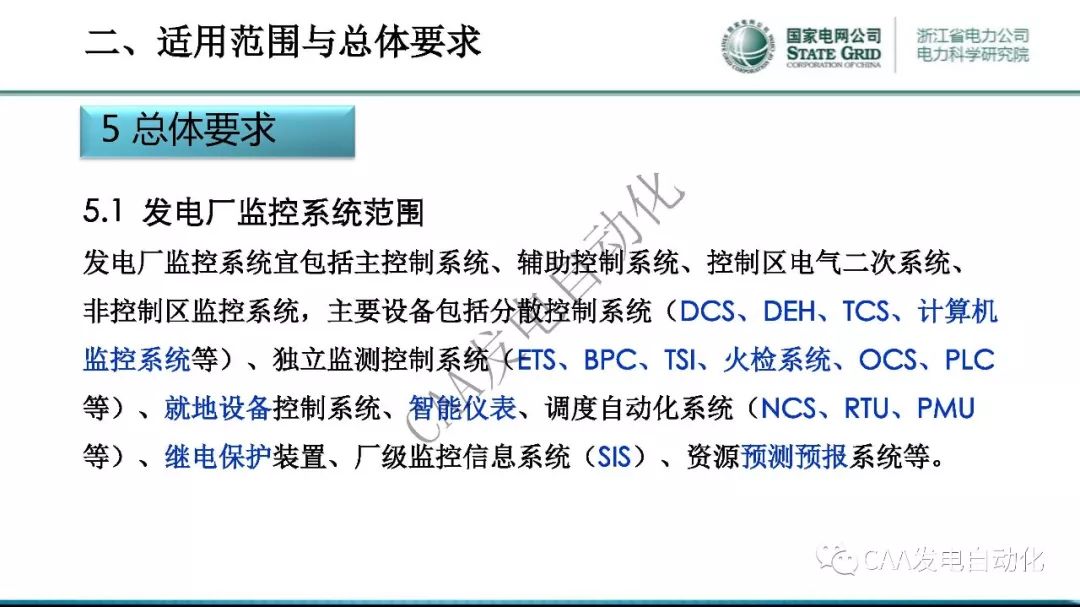 二、适用范围与总体要求
国家电网公司
STATE GRID
CORPORATION OF CHINA
浙江省电力公司
电力科学研究院
5 总体要求
5.1 发电厂监控系统范围
发电厂监控系统宜包括主控制系统、辅助控制系统、控制区电气二次系统、
非控制区监控系统，主要设备包括分散控制系统（DCS、DEH、TCS、计算机
监控系统等）、独立监测控制系统（ETS、BPC、TSI、火检系统、OCS、PLC
等）、就地设备控制系统、智能仪表、调度自动化系统（NCS、RTU、PMU
等）、继电保护装置、厂级监控信息系统（SIS）、资源预测预报系统等。
CAA发电自动化
CAA发电自动化